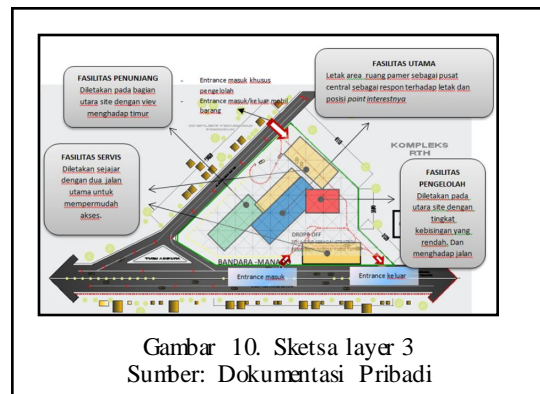 FASILITAS PENUNJANG
Diletakan pada bagian
utara site dengan viev
menghadap timur
- Entrance masuk khusus
pengelolah
- Entrance masuk/keluar mobil
barang
FASILITAS UTAMA
Letak area ruang pamer sebagai pusat
central sebagai respon terhadap letak dan
posisi point interestnya
FASILITAS SERVIS
Diletakan sejajar
dengan dua jalan
utama untuk
mempermudah
akses.
KOMPLEKS
RTH
FASILITAS
PENGELOLAH
Diletakan pada
utara site dengan
tingkat
kebisingan yang
rendah, Dan
menghadap jalan
DROPP OFF
BANDARA -MANADO
Entrance masuk
Entrance keluar
Gambar 10. Sketsa layer 3
Sumber: Dokumentasi Pribadi